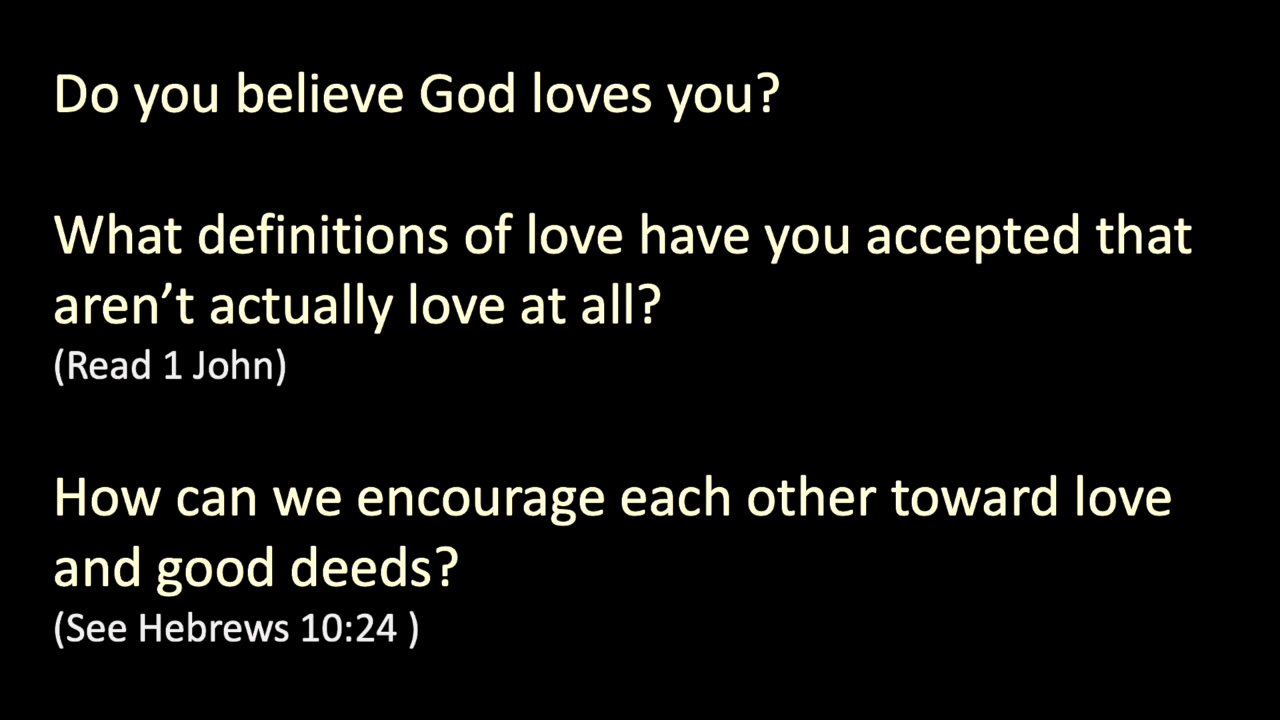 Do you believe God loves you?
What definitions of love have you accepted that
aren’t actually love at all?
(Read 1 John)
How can we encourage each other toward love
and good deeds?
(See Hebrews 10:24 )